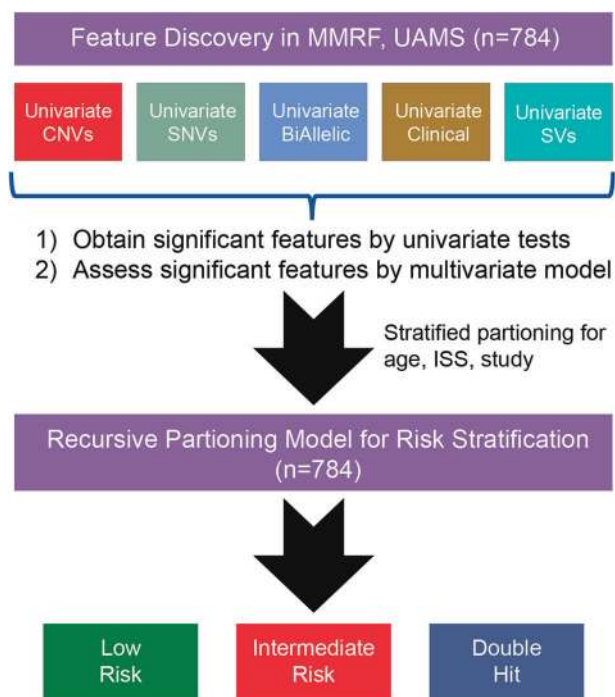 Feature Discovery in MMRF, UAMS (n=784)
Univariate
CNVs
Univariate
SNVs
Univariate
BiAllelic
Univariate
Clinical
Univariate
SVs
1) Obtain significant features by univariate tests
2) Assess significant features by multivariate model
Stratified partioning for
age, ISS, study
Recursive Partioning Model for Risk Stratification
(n=784)
Low
Risk
Intermediate
Risk
Double
Hit